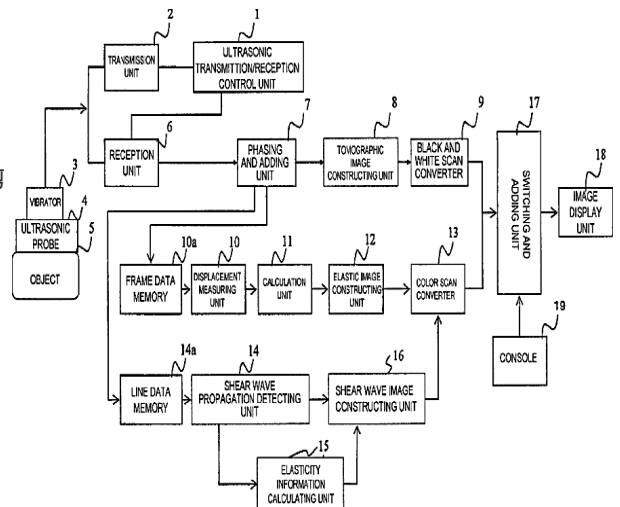 2
1
TRANSMISSION
UNIT
ULTRASONIC
TRANSMITTION/RECEPTION
CONTROL UNIT
6
7
8
9
17
RECEPTION
UNIT
PHASING
AND ADDING
UNIT
TOMOGRAPHIC IMAGE
CONSTRUCTING UNIT
BLACK AND
WHITE SCAN
CONVERTER
SWITCHING AND
ADDING UNIT
18
IMAGE
DISPLAY
UNIT
3
VIBRATOR
4
ULTRASONIC
PROBE
5
OBJECT
10a
10
11
12
13
FRAME DATA
MEMORY
DISPLACEMENT
MEASURING
UNIT
CALCULATION
UNIT
ELASTIC IMAGE
CONSTRUCTING
UNIT
COLOR SCAN
CONVERTER
19
CONSOLE
14a
14
16
LINE DATA
MEMORY
SHEAR WAVE
PROPAGATION DETECTING
UNIT
SHEAR WAVE IMAGE
CONSTRUCTING UNIT
15
ELASTICITY
INFORMATION
CALCULATING UNIT